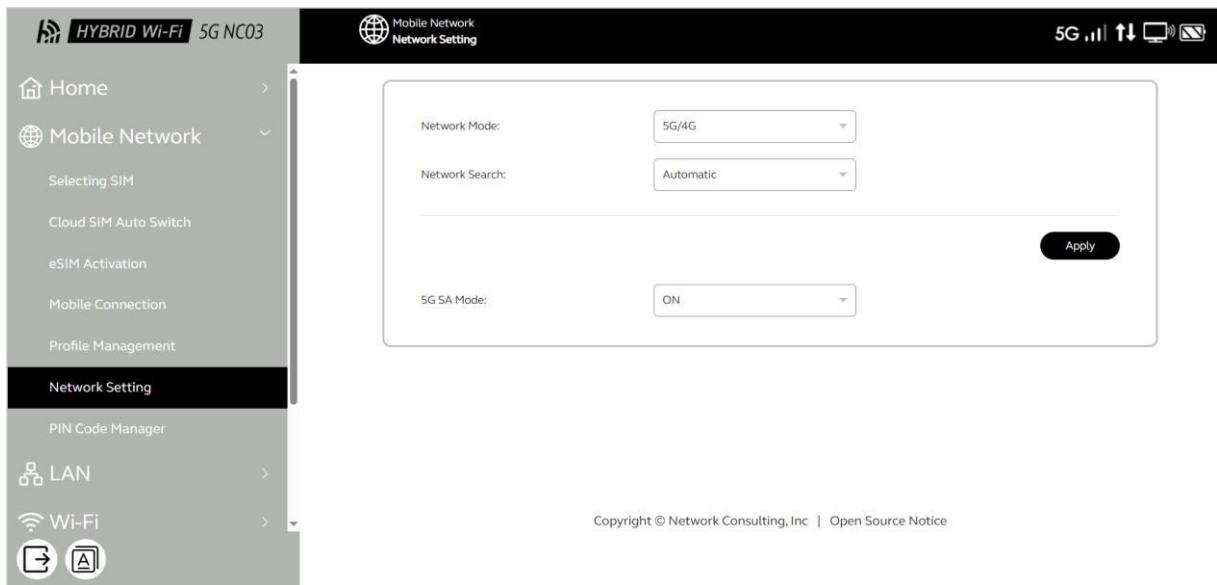 HYBRID Wi-Fi 5G NC03
Mobile Network
Network Setting
5G
Home
Mobile Network
Selecting SIM
Cloud SIM Auto Switch
eSIM Activation
Mobile Connection
Profile Management
Network Setting
PIN Code Manager
LAN
Wi-Fi
A
Network Mode: 5G/4G
Network Search: Automatic
Apply
5G SA Mode: ON
Copyright © Network Consulting, Inc | Open Source Notice